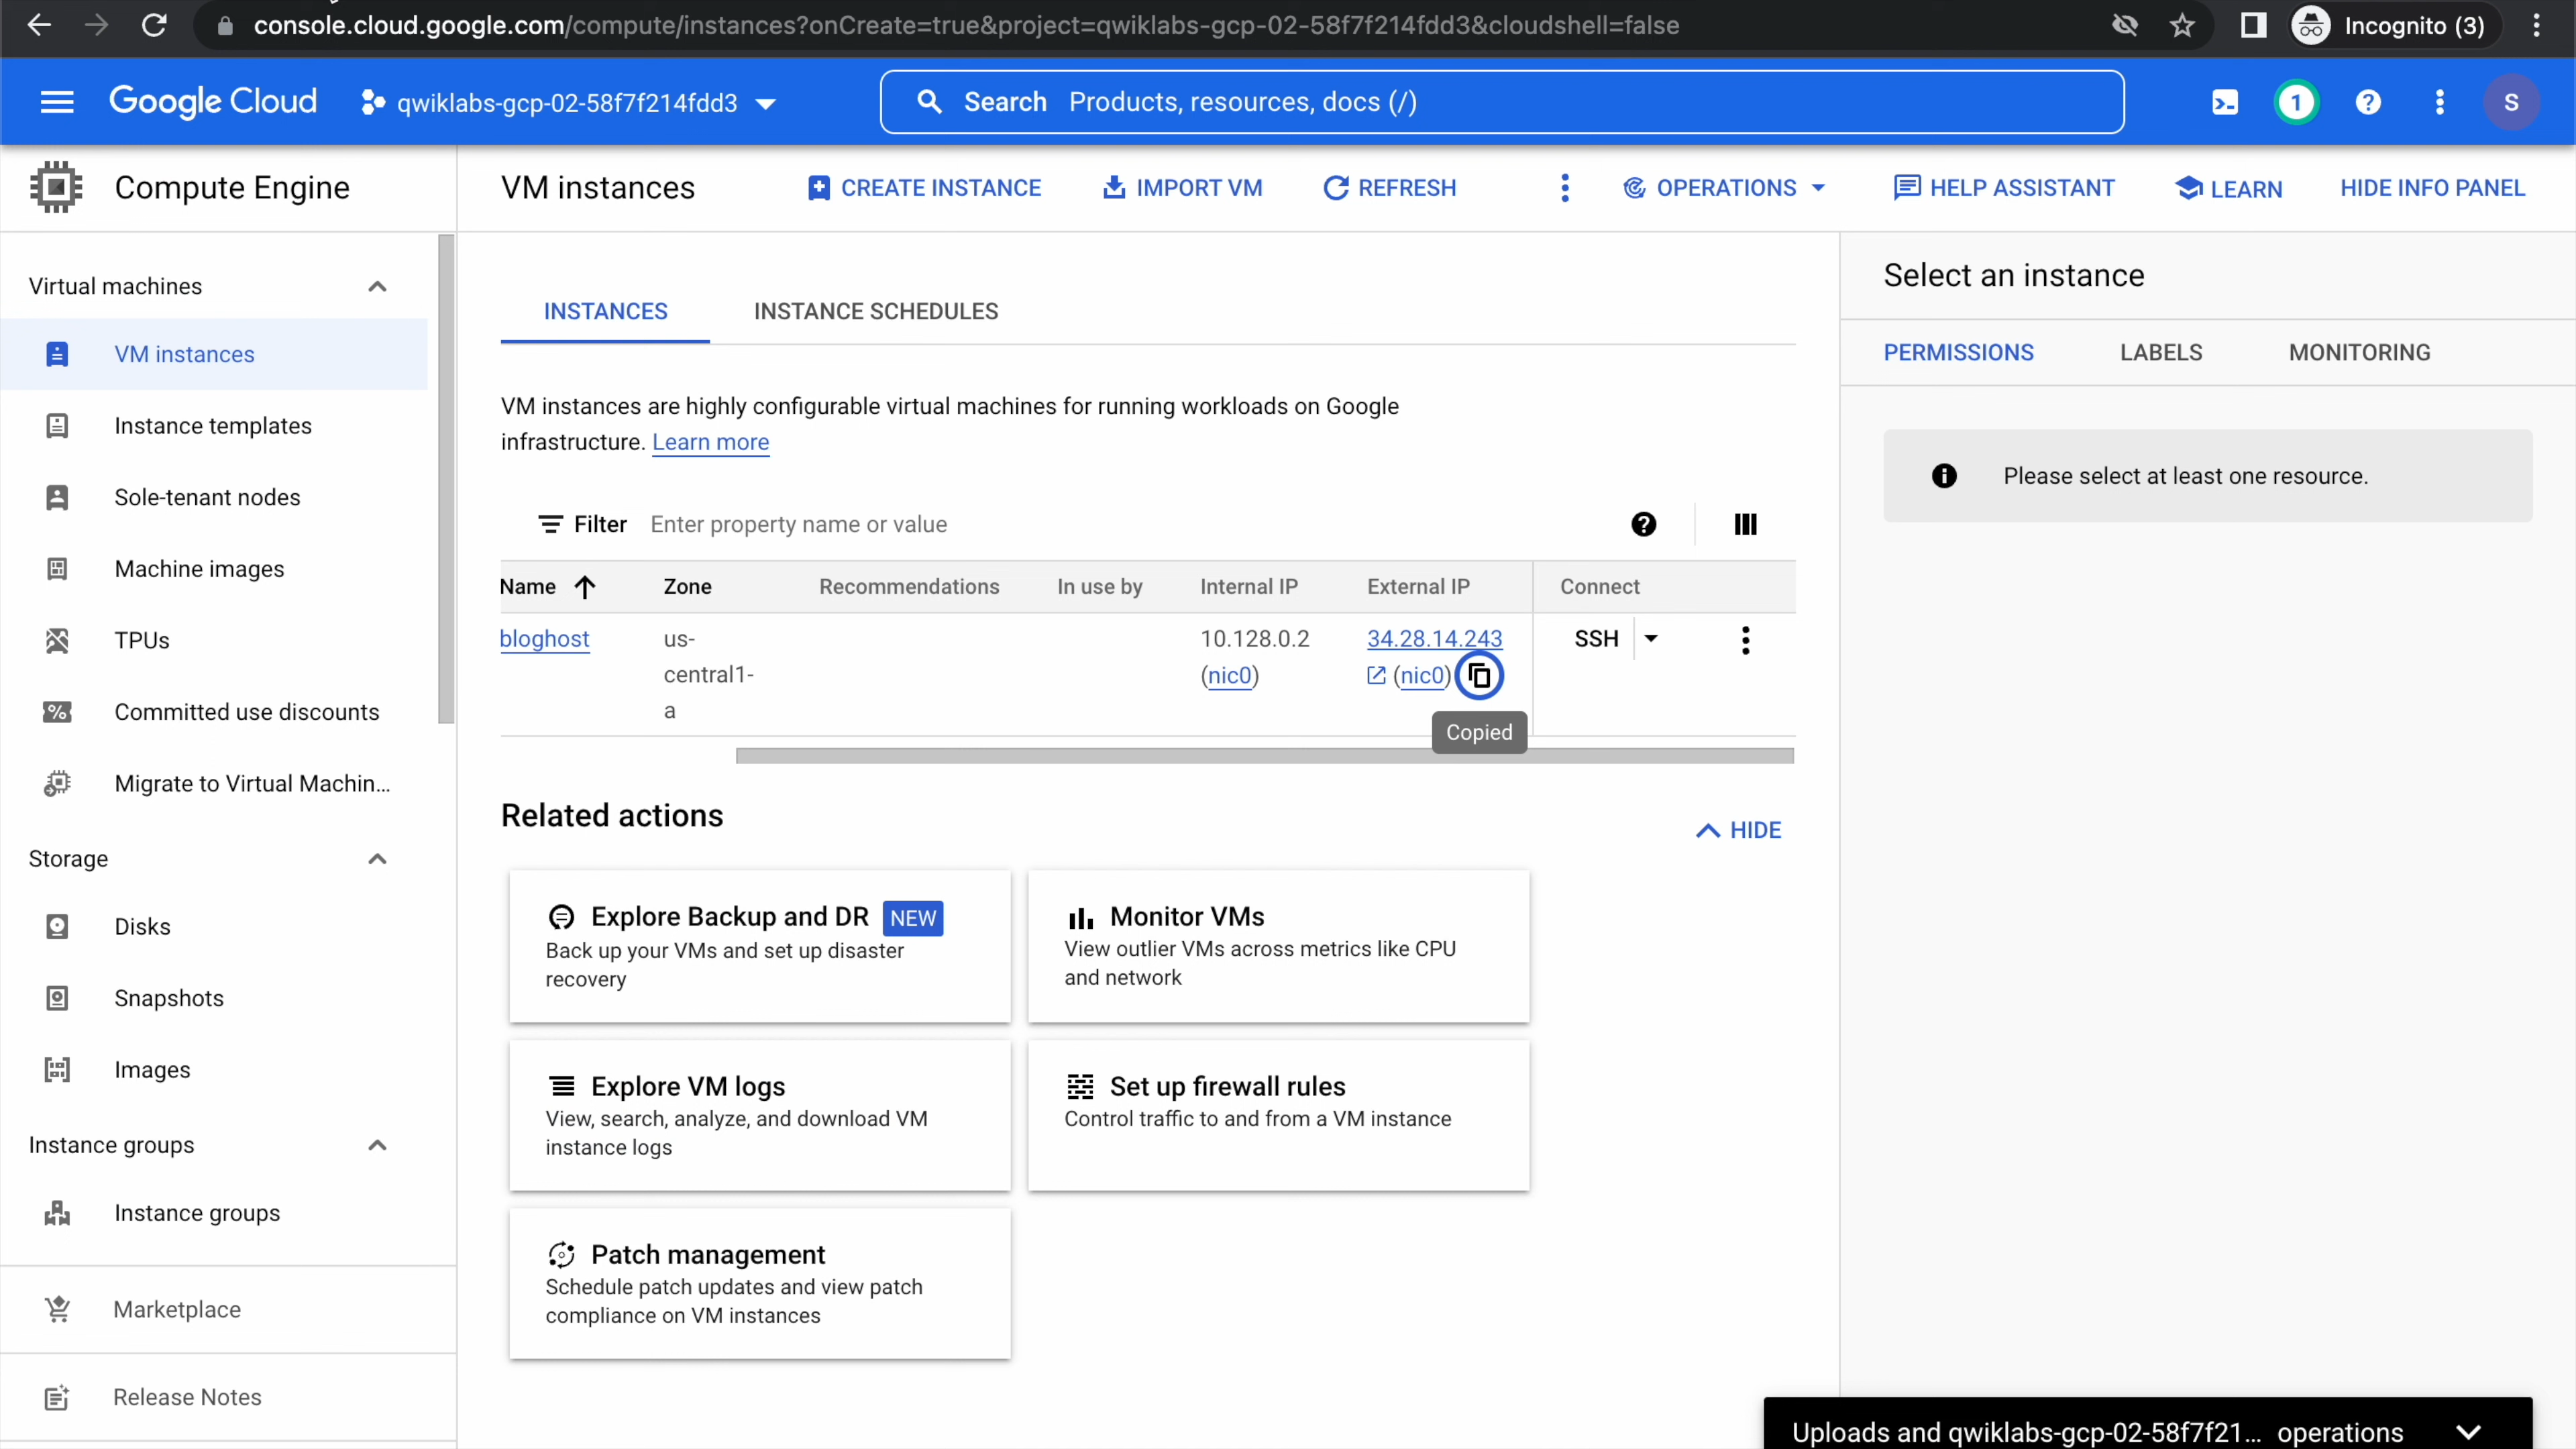 console.cloud.google.com/compute/instances?onCreate=true&project=qwiklabs-gcp-02-58f7f214fdd3&cloudshell=false
Incognito (3)
Google Cloud
qwiklabs-gcp-02-58f7f214fdd3
Search Products, resources, docs (/)
1
S
Compute Engine
VM instances
CREATE INSTANCE
IMPORT VM
REFRESH
OPERATIONS
HELP ASSISTANT
LEARN
HIDE INFO PANEL
Virtual machines
VM instances
Instance templates
Sole-tenant nodes
Machine images
TPUs
Committed use discounts
Migrate to Virtual Machin...
Storage
Disks
Snapshots
Images
Instance groups
Instance groups
Marketplace
Release Notes
INSTANCES
INSTANCE SCHEDULES
VM instances are highly configurable virtual machines for running workloads on Google
infrastructure. Learn more
Filter Enter property name or value
Name Zone Recommendations In use by Internal IP External IP Connect
bloghost us- 10.128.0.2 34.28.14.243 SSH
central1- (nic0) (nic0)
a
Copied
Related actions
HIDE
Explore Backup and DR NEW
Back up your VMs and set up disaster
recovery
Monitor VMs
View outlier VMs across metrics like CPU
and network
Explore VM logs
View, search, analyze, and download VM
instance logs
Set up firewall rules
Control traffic to and from a VM instance
Patch management
Schedule patch updates and view patch
compliance on VM instances
Select an instance
PERMISSIONS
LABELS
MONITORING
Please select at least one resource.
Uploads and qwiklabs-gcp-02-58f7f21... operations